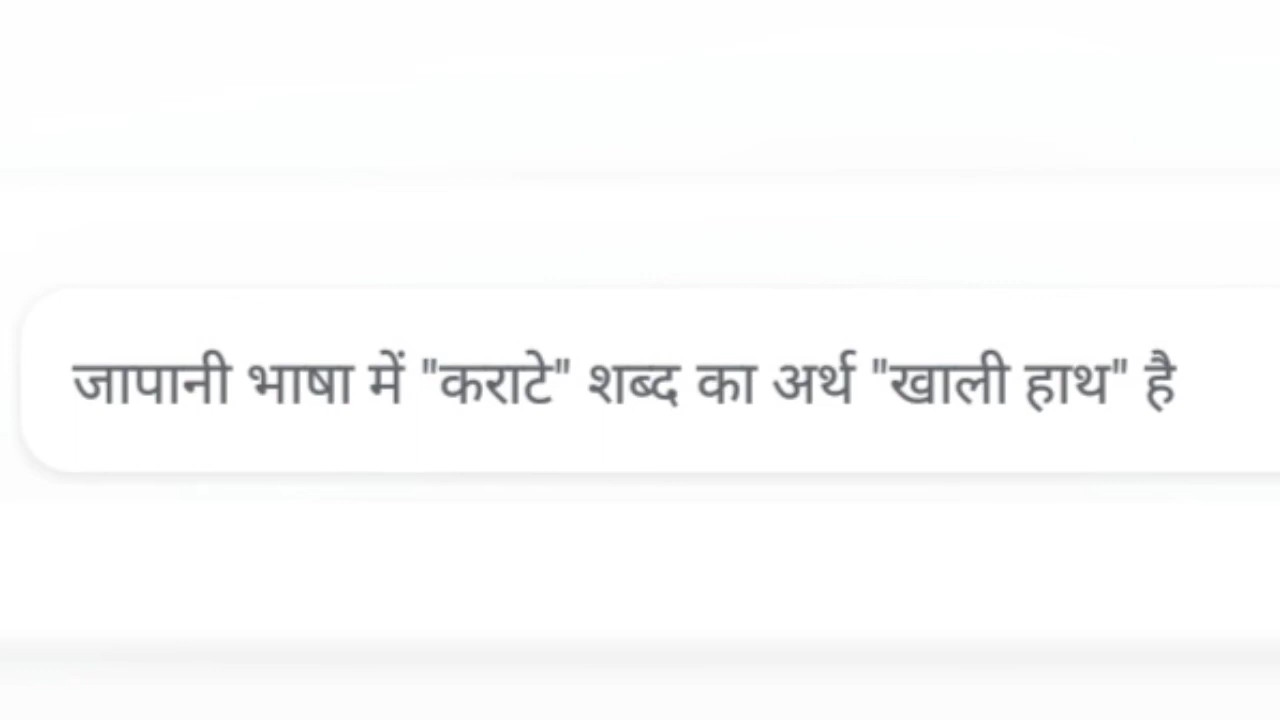 जापानी भाषा में "कराटे" शब्द का अर्थ "खाली हाथ" है